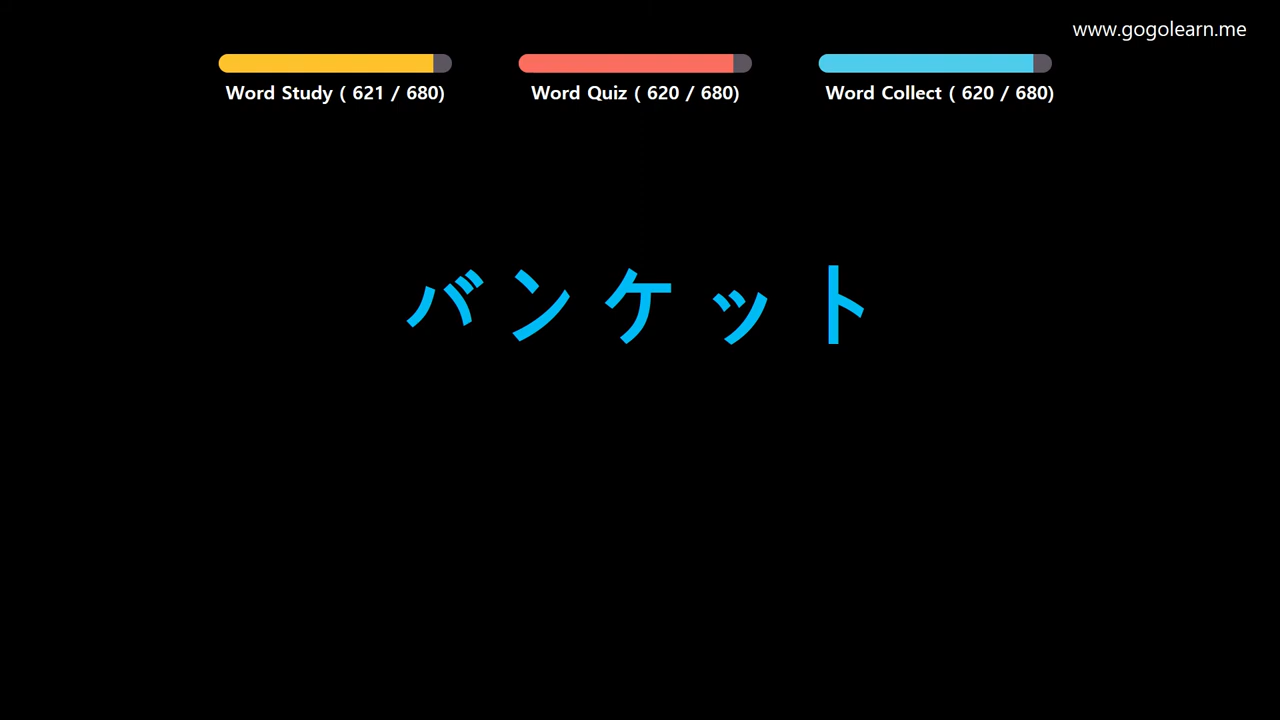 www.gogolearn.me
Word Study ( 621 / 680)
Word Quiz ( 620 / 680)
Word Collect ( 620 / 680)
バンケット